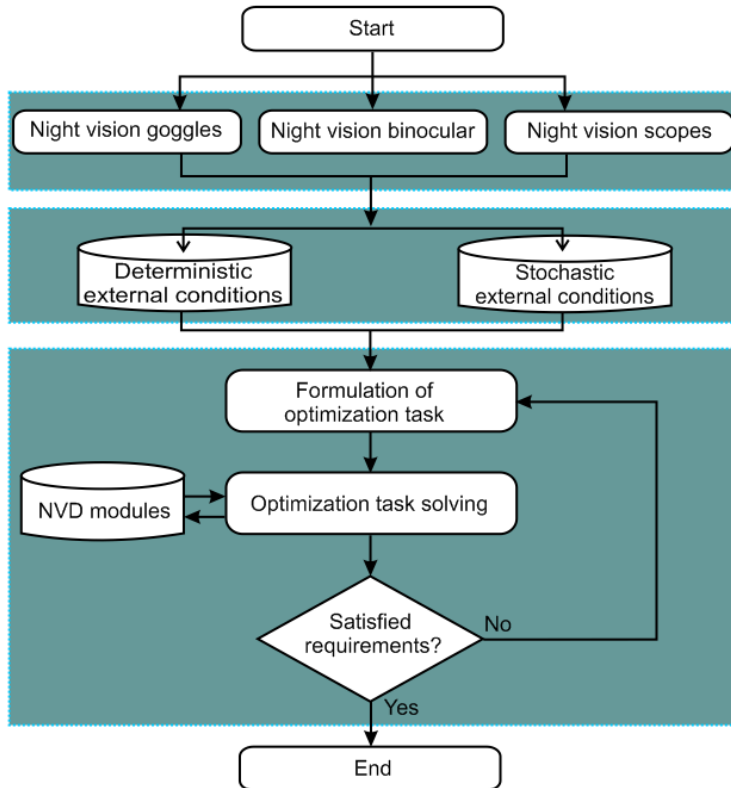 Start
Night vision goggles
Night vision binocular
Night vision scopes
Deterministic
external conditions
Stochastic
external conditions
Formulation of
optimization task
NVD modules
Optimization task solving
Satisfied
requirements?
No
Yes
End